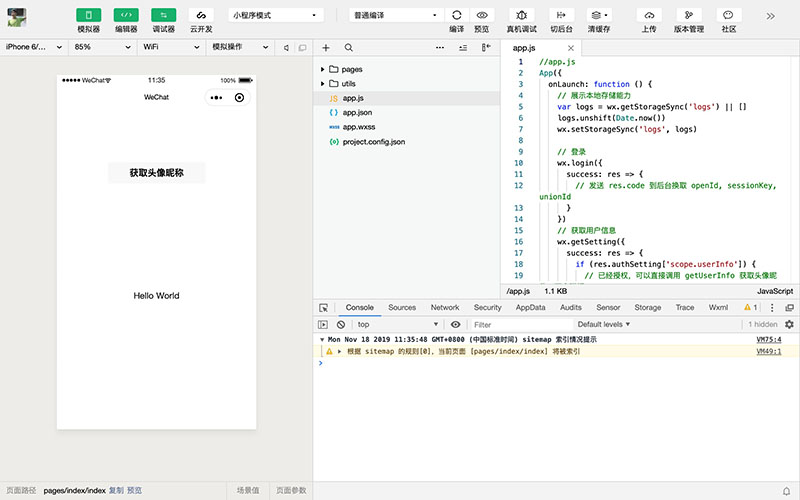 模拟器 编辑器 调试器 云开发 小程序模式 普通编译 编译 预览 真机调试 切后台 清缓存 上传 版本管理 社区
iPhone 6/... 85% WiFi 模拟操作
WeChat 11:35 100%
WeChat
获取头像昵称
Hello World
页面路径 pages/index/index 复制 预览 场景值 页面参数
pages
utils
app.js
app.json
app.wxss
project.config.json
app.js
1 //app.js
2 App({
3 onLaunch: function () {
4 // 展示本地存储能力
5 var logs = wx.getStorageSync('logs') || []
6 logs.unshift(Date.now())
7 wx.setStorageSync('logs', logs)
8
9 // 登录
10 wx.login({
11 success: res => {
12 // 发送 res.code 到后台换取 openId, sessionKey,
unionId
13 }
14 })
15 // 获取用户信息
16 wx.getSetting({
17 success: res => {
18 if (res.authSetting['scope.userInfo']) {
19 // 已经授权，可以直接调用 getUserInfo 获取头像昵
/app.js 1.1 KB JavaScript
Console Sources Network Security AppData Audits Sensor Storage Trace Wxml 1
top Filter Default levels 1 hidden
Mon Nov 18 2019 11:35:48 GMT+0800 (中国标准时间) sitemap 索引情况提示 VM75:4
根据 sitemap 的规则[0]，当前页面 [pages/index/index] 将被索引 VM49:1